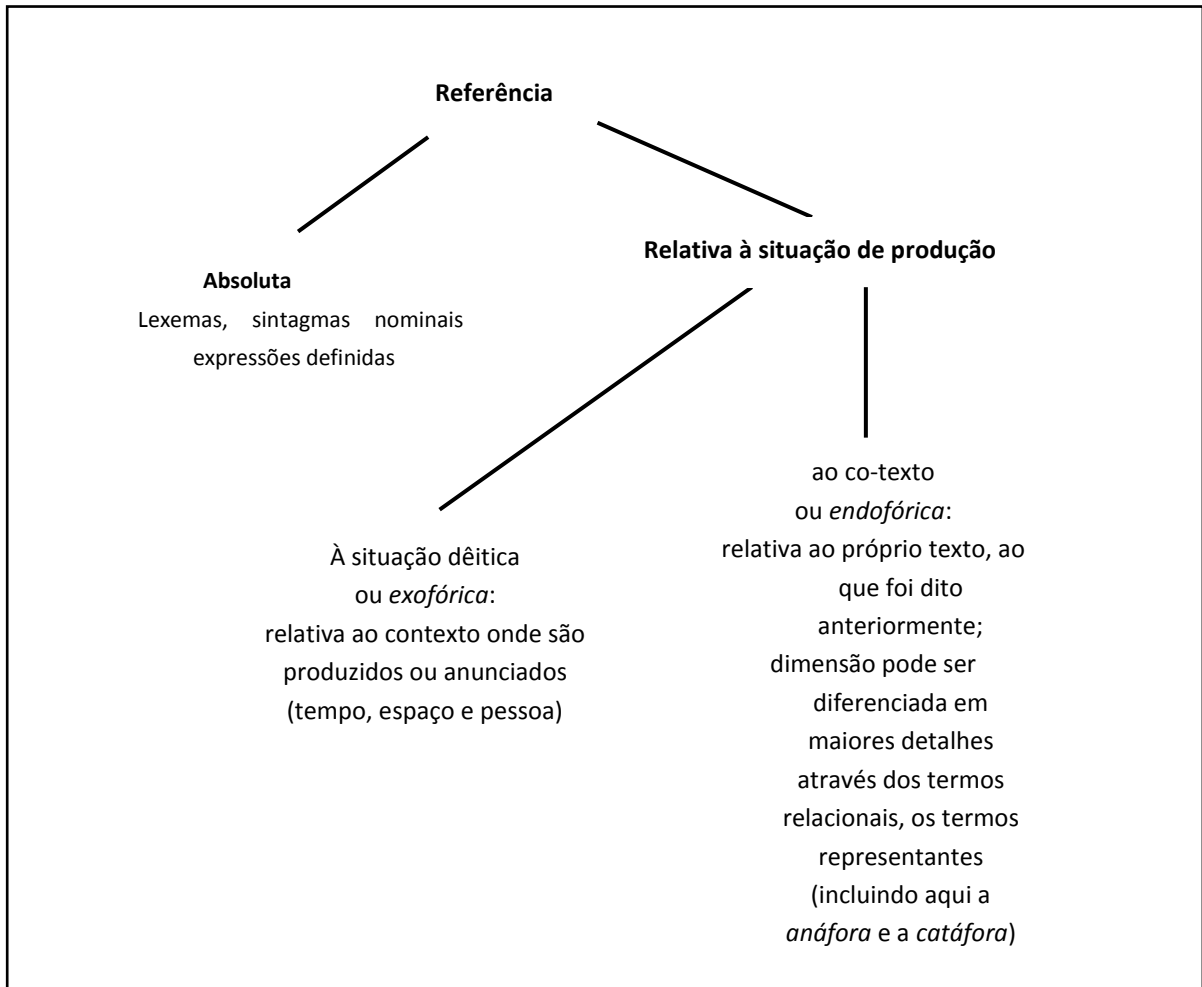 Referência
Absoluta
Lexemas, sintagmas nominais
expressões definidas
Relativa à situação de produção
À situação dêitica
ou exofórica:
relativa ao contexto onde são
produzidos ou anunciados
(tempo, espaço e pessoa)
ao co-texto
ou endofórica:
relativa ao próprio texto, ao
que foi dito
anteriormente;
dimensão pode ser
diferenciada em
maiores detalhes
através dos termos
relacionais, os termos
representantes
(incluindo aqui a
anáfora e a catáfora)